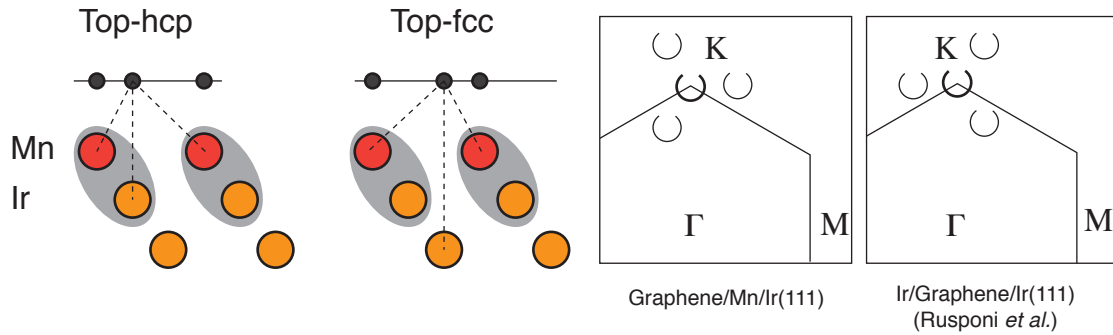 Top-hcp
Top-fcc
Mn
Ir
K
Γ
M
Graphene/Mn/Ir(111)
K
Γ
M
Ir/Graphene/Ir(111)
(Rusponi et al.)